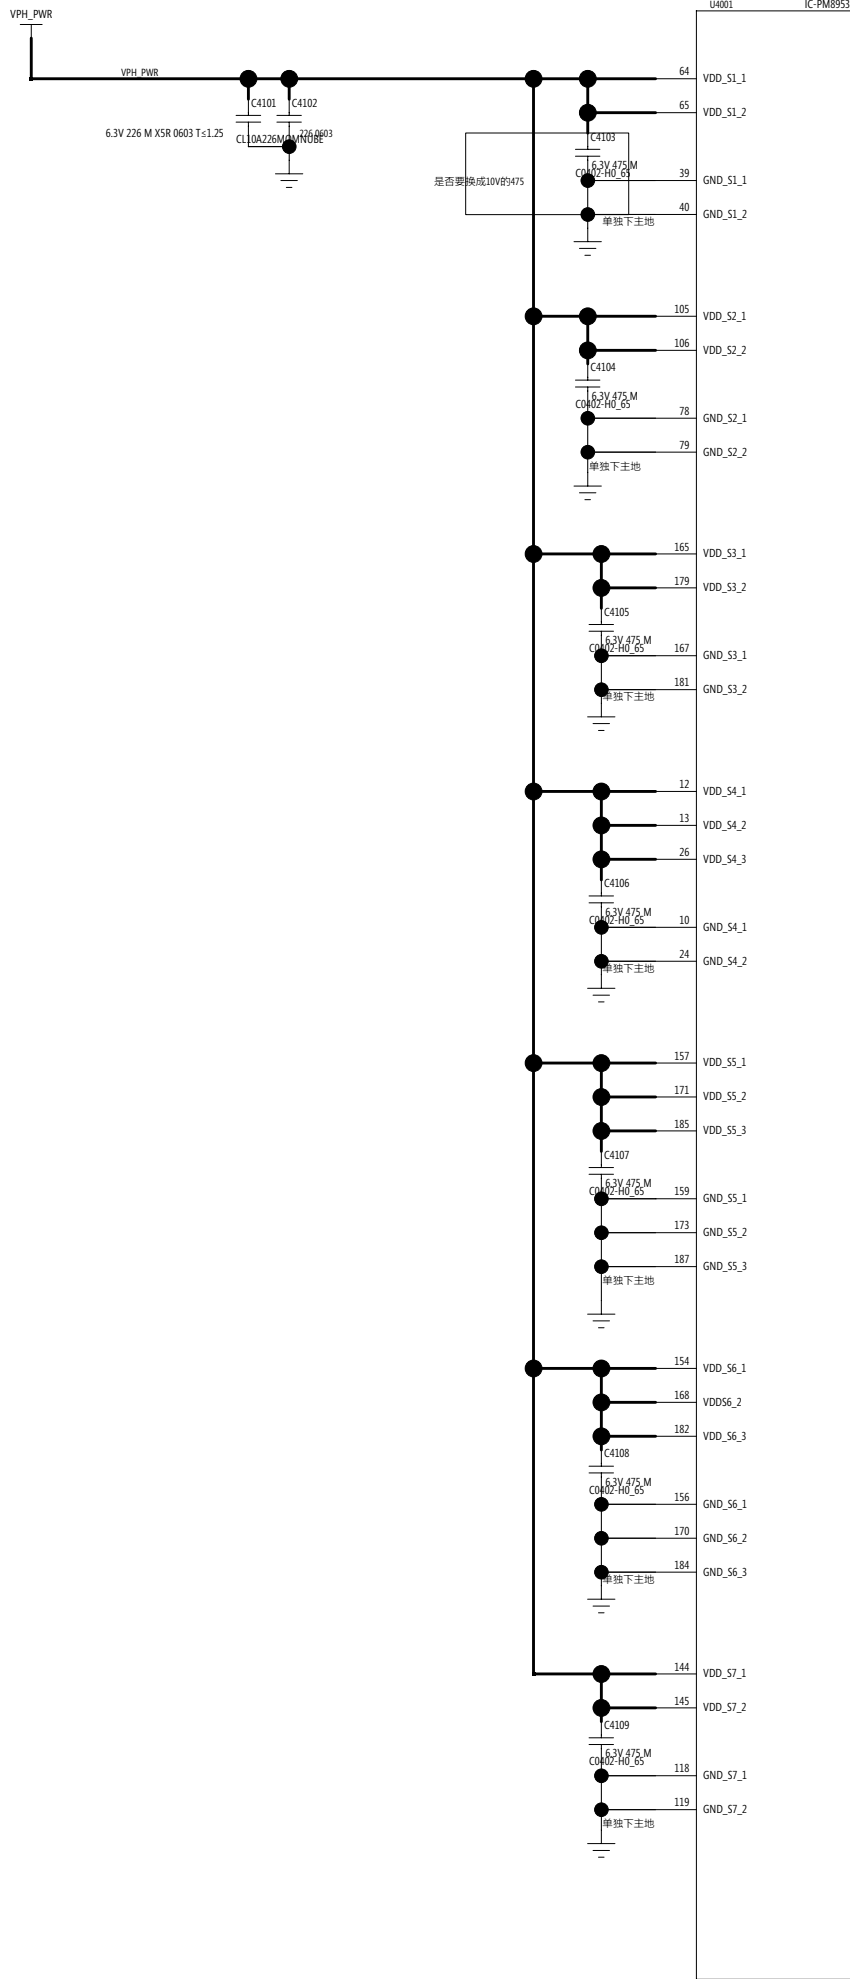 U4001 IC-PM8953
VPH_PWR
VPH_PWR
64 VDD_S1_1
C4101 C4102
65 VDD_S1_2
6.3V 226 M X5R 0603 T≤1.25
CL10A226MQMNUBE
226 0603
C4103
6.3V 475 M
C0402-H0_65
39 GND_S1_1
是否要换成10V的475
40 GND_S1_2
单独下主地
105 VDD_S2_1
106 VDD_S2_2
C4104
6.3V 475 M
C0402-H0_65
78 GND_S2_1
79 GND_S2_2
单独下主地
165 VDD_S3_1
179 VDD_S3_2
C4105
6.3V 475 M
C0402-H0_65
167 GND_S3_1
181 GND_S3_2
单独下主地
12 VDD_S4_1
13 VDD_S4_2
26 VDD_S4_3
C4106
6.3V 475 M
C0402-H0_65
10 GND_S4_1
24 GND_S4_2
单独下主地
157 VDD_S5_1
171 VDD_S5_2
185 VDD_S5_3
C4107
6.3V 475 M
C0402-H0_65
159 GND_S5_1
173 GND_S5_2
187 GND_S5_3
单独下主地
154 VDD_S6_1
168 VDDS6_2
182 VDD_S6_3
C4108
6.3V 475 M
C0402-H0_65
156 GND_S6_1
170 GND_S6_2
184 GND_S6_3
单独下主地
144 VDD_S7_1
145 VDD_S7_2
C4109
6.3V 475 M
C0402-H0_65
118 GND_S7_1
119 GND_S7_2
单独下主地